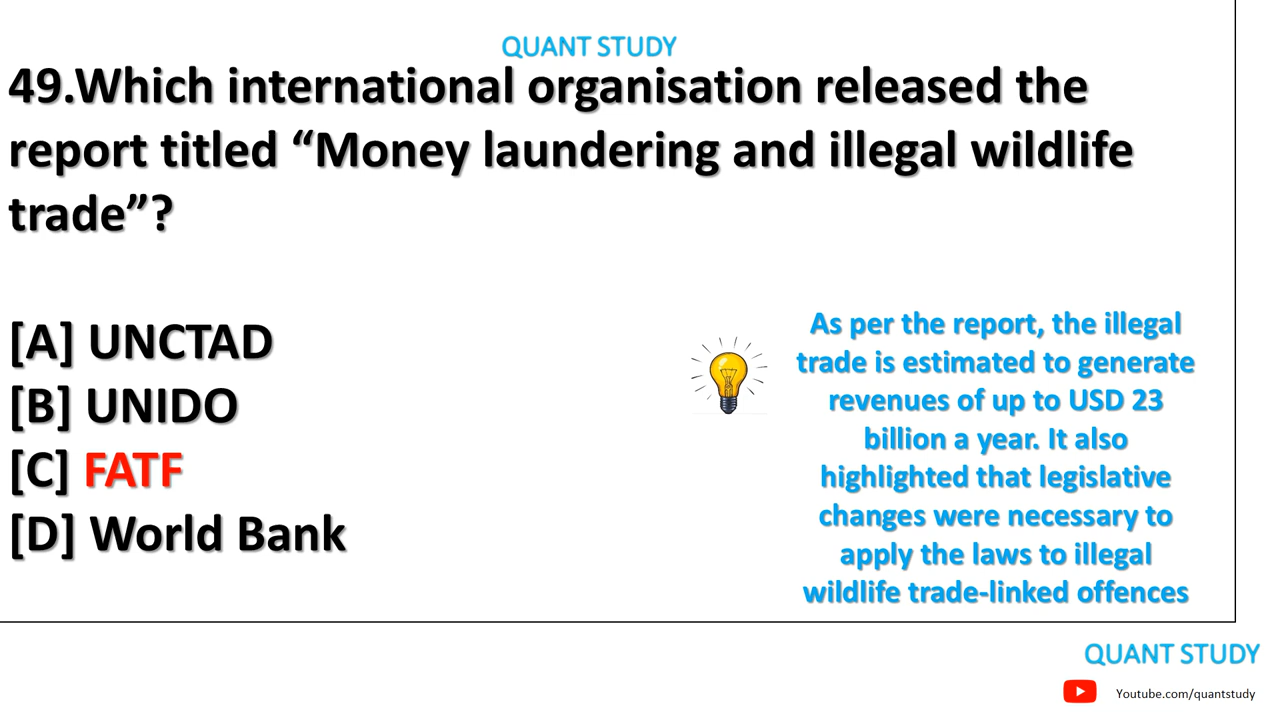 QUANT STUDY
49.Which international organisation released the
report titled “Money laundering and illegal wildlife
trade”?
[A] UNCTAD
[B] UNIDO
[C] FATF
[D] World Bank
As per the report, the illegal
trade is estimated to generate
revenues of up to USD 23
billion a year. It also
highlighted that legislative
changes were necessary to
apply the laws to illegal
wildlife trade-linked offences
QUANT STUDY
Youtube.com/quantstudy